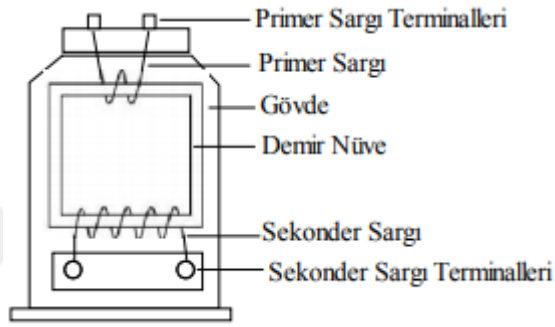 Primer Sargı Terminalleri
Primer Sargı
Gövde
Demir Nüve
Sekonder Sargı
Sekonder Sargı Terminalleri